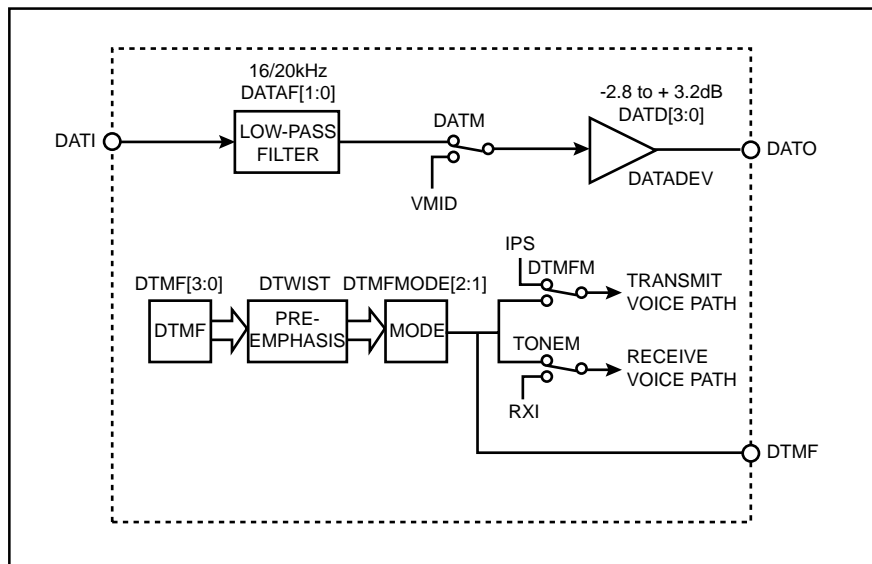 16/20kHz
DATAF[1:0]
-2.8 to + 3.2dB
DATD[3:0]
DATI
LOW-PASS
FILTER
DATM
VMID
DATADEV
DATO
IPS
DTMFM
TRANSMIT
VOICE PATH
DTMF[3:0]
DTWIST
DTMFMODE[2:1]
DTMF
PRE-
EMPHASIS
MODE
TONEM
RECEIVE
VOICE PATH
RXI
DTMF